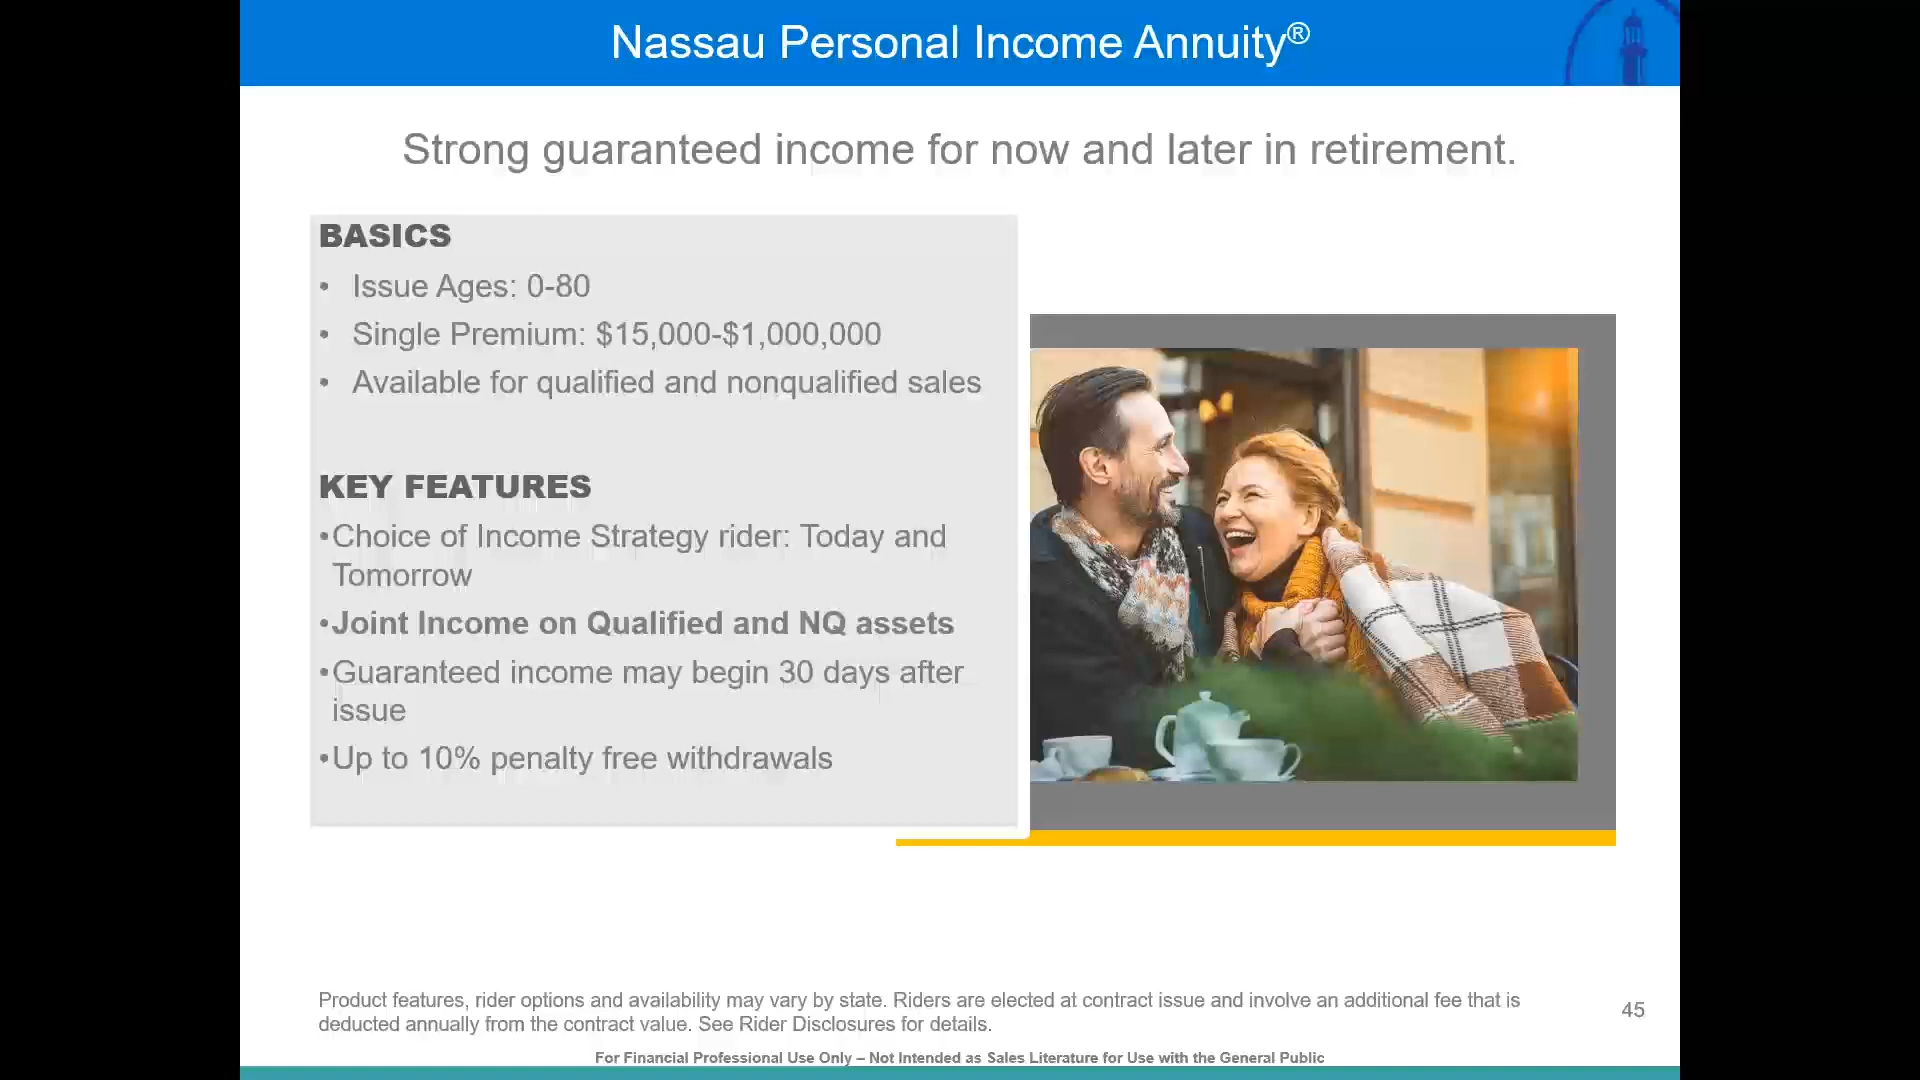 Nassau Personal Income Annuity®
Strong guaranteed income for now and later in retirement.
BASICS
• Issue Ages: 0-80
• Single Premium: $15,000-$1,000,000
• Available for qualified and nonqualified sales
KEY FEATURES
•Choice of Income Strategy rider: Today and
Tomorrow
•Joint Income on Qualified and NQ assets
•Guaranteed income may begin 30 days after
issue
•Up to 10% penalty free withdrawals
Product features, rider options and availability may vary by state. Riders are elected at contract issue and involve an additional fee that is
deducted annually from the contract value. See Rider Disclosures for details.
45
For Financial Professional Use Only – Not Intended as Sales Literature for Use with the General Public